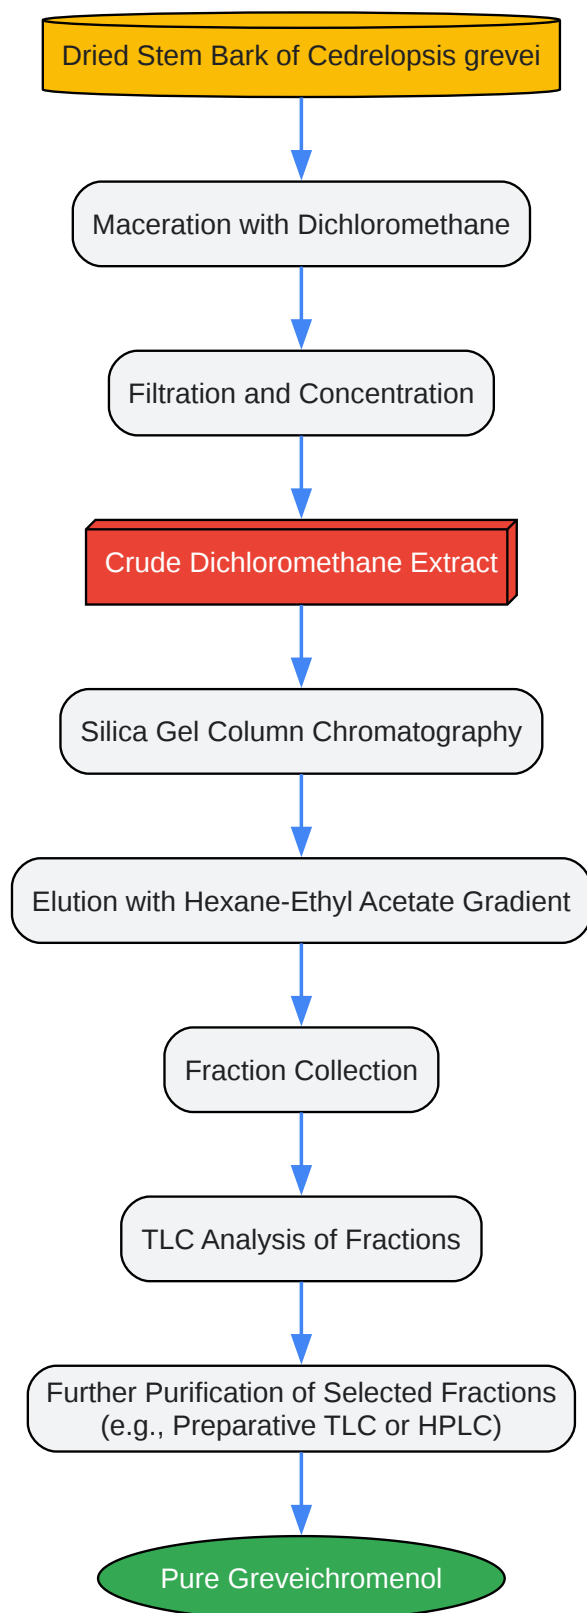 Dried Stem Bark of Cedrelopsis grevei
Maceration with Dichloromethane
Filtration and Concentration
Crude Dichloromethane Extract
Silica Gel Column Chromatography
Elution with Hexane-Ethyl Acetate Gradient
Fraction Collection
TLC Analysis of Fractions
Further Purification of Selected Fractions
(e.g., Preparative TLC or HPLC)
Pure Greveichromenol